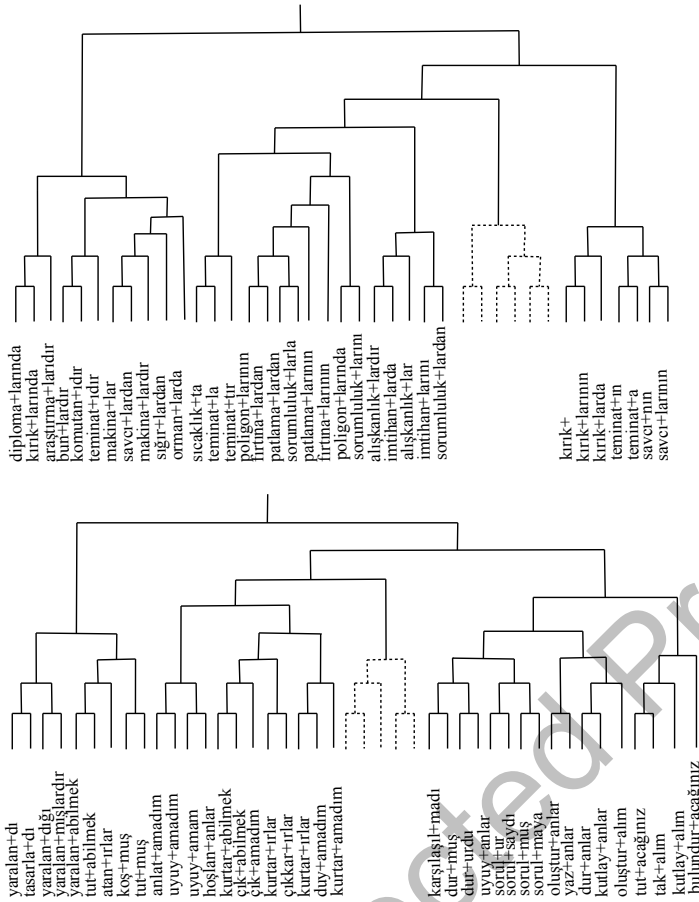 diploma+larında
kırık+larında
araştırma+larıdır
bun+lardır
komutan+ıdır
teminat+ıdır
makina+lar
savcı+lardan
makina+lardır
sığır+lardan
orman+larda
sıcaklık+ta
teminat+la
teminat+tır
poligon+larının
fırtına+lardan
patlama+lardan
sorumluluk+larla
patlama+larının
fırtına+larının
poligon+larında
sorumluluk+larını
alışkanlık+lardır
imtihan+larda
alışkanlık+lar
imtihan+larını
sorumluluk+lardan
kırık+
kırık+larının
kırık+larda
teminat+ın
teminat+a
savcı+nın
savcı+larının
yaralan+dı
tasarla+dı
yaralan+dığı
yaralan+mışlardır
yaralan+abilmek
tut+abilmek
atan+ırlar
koş+muş
tut+muş
anlat+amadım
uyuy+amadım
uyuy+amam
hoşlan+anlar
kurtar+abilmek
çık+abilmek
çık+amadım
kurtar+ırlar
çıkkar+ırlar
kurtar+ırlar
duy+amadım
kurtar+amadım
karşılaşıl+madı
dur+muş
dur+urdu
uyuy+anlar
sorul+ur
sorul+saydı
sorul+muş
sorul+maya
oluştur+anlar
yaz+anlar
dur+anlar
kutlay+anlar
oluştur+alım
tut+acağınız
tak+alım
kutlay+alım
bulundur+acağınız